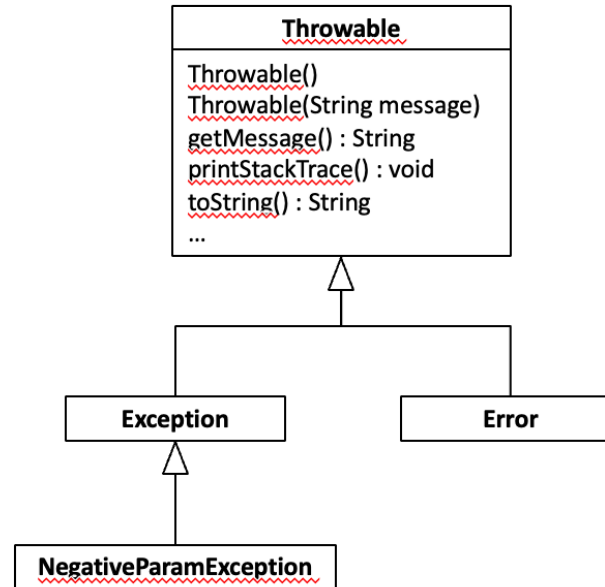 Throwable
Throwable()
Throwable(String message)
getMessage() : String
printStackTrace() : void
toString() : String
...
Exception
Error
NegativeParamException